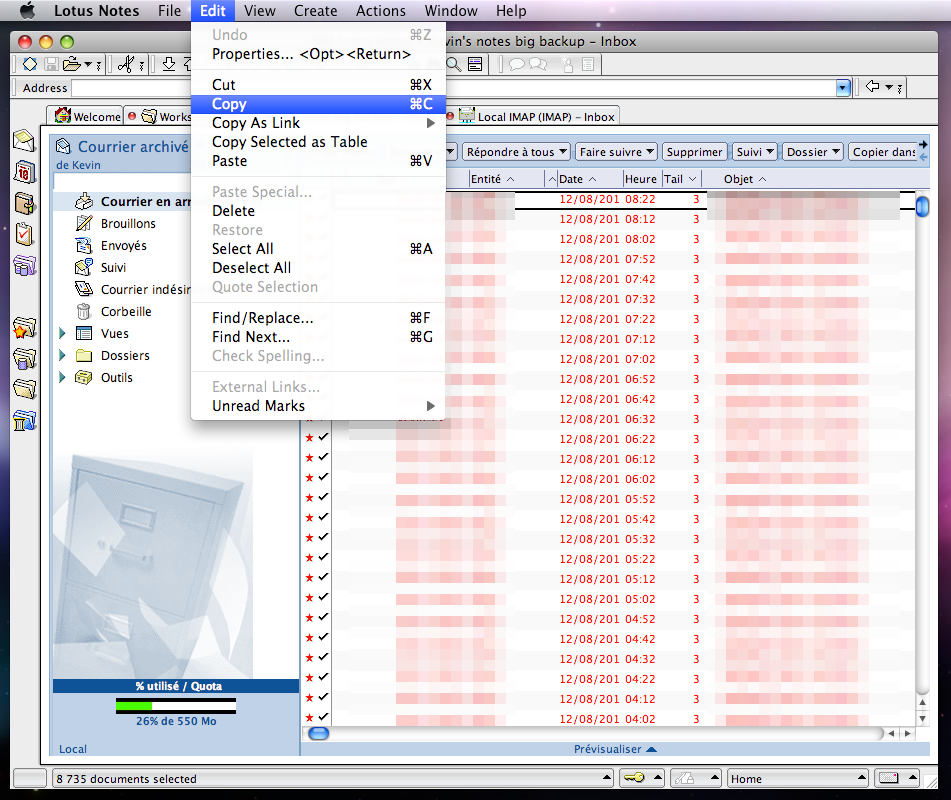 Lotus Notes File Edit View Create Actions Window Help
vin's notes big backup – Inbox
Undo ⌘Z
Properties... <Opt><Return>
Cut ⌘X
Copy ⌘C
Copy As Link
Copy Selected as Table
Paste ⌘V
Paste Special...
Delete
Restore
Select All ⌘A
Deselect All
Quote Selection
Find/Replace... ⌘F
Find Next... ⌘G
Check Spelling...
External Links...
Unread Marks
Address
Welcome Works Local IMAP (IMAP) – Inbox
Courrier archivé
de Kevin
Répondre à tous Faire suivre Supprimer Suivi Dossier Copier dans
Entité Date Heure Tail Objet
Courrier en arr
Brouillons
Envoyés
Suivi
Courrier indésir
Corbeille
Vues
Dossiers
Outils
12/08/201 08:22 3
12/08/201 08:12 3
12/08/201 08:02 3
12/08/201 07:52 3
12/08/201 07:42 3
12/08/201 07:32 3
12/08/201 07:22 3
12/08/201 07:12 3
12/08/201 07:02 3
12/08/201 06:52 3
12/08/201 06:42 3
12/08/201 06:32 3
12/08/201 06:22 3
12/08/201 06:12 3
12/08/201 06:02 3
12/08/201 05:52 3
12/08/201 05:42 3
12/08/201 05:32 3
12/08/201 05:22 3
12/08/201 05:12 3
12/08/201 05:02 3
12/08/201 04:52 3
12/08/201 04:42 3
12/08/201 04:32 3
12/08/201 04:22 3
12/08/201 04:12 3
12/08/201 04:02 3
% utilisé / Quota
26% de 550 Mo
Local Prévisualiser
8 735 documents selected Home